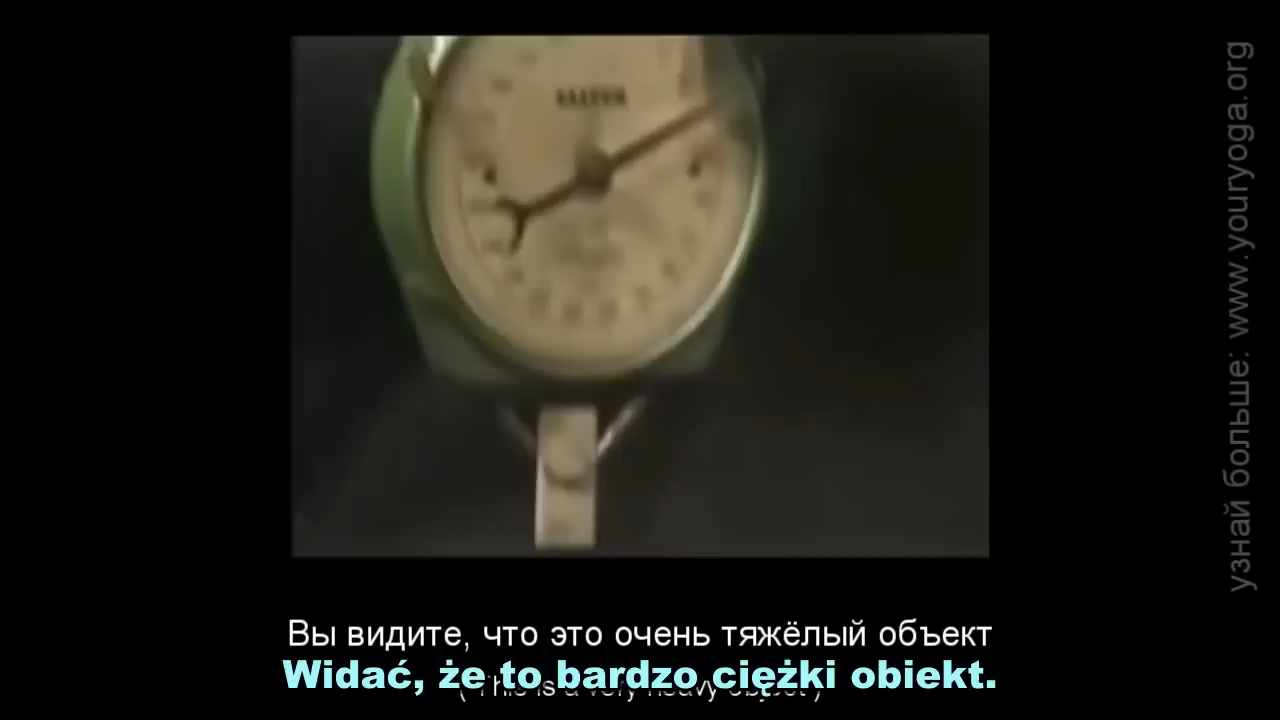 узнай больше: www.youryoga.org
Вы видите, что это очень тяжёлый объект
Widać, że to bardzo ciężki obiekt.